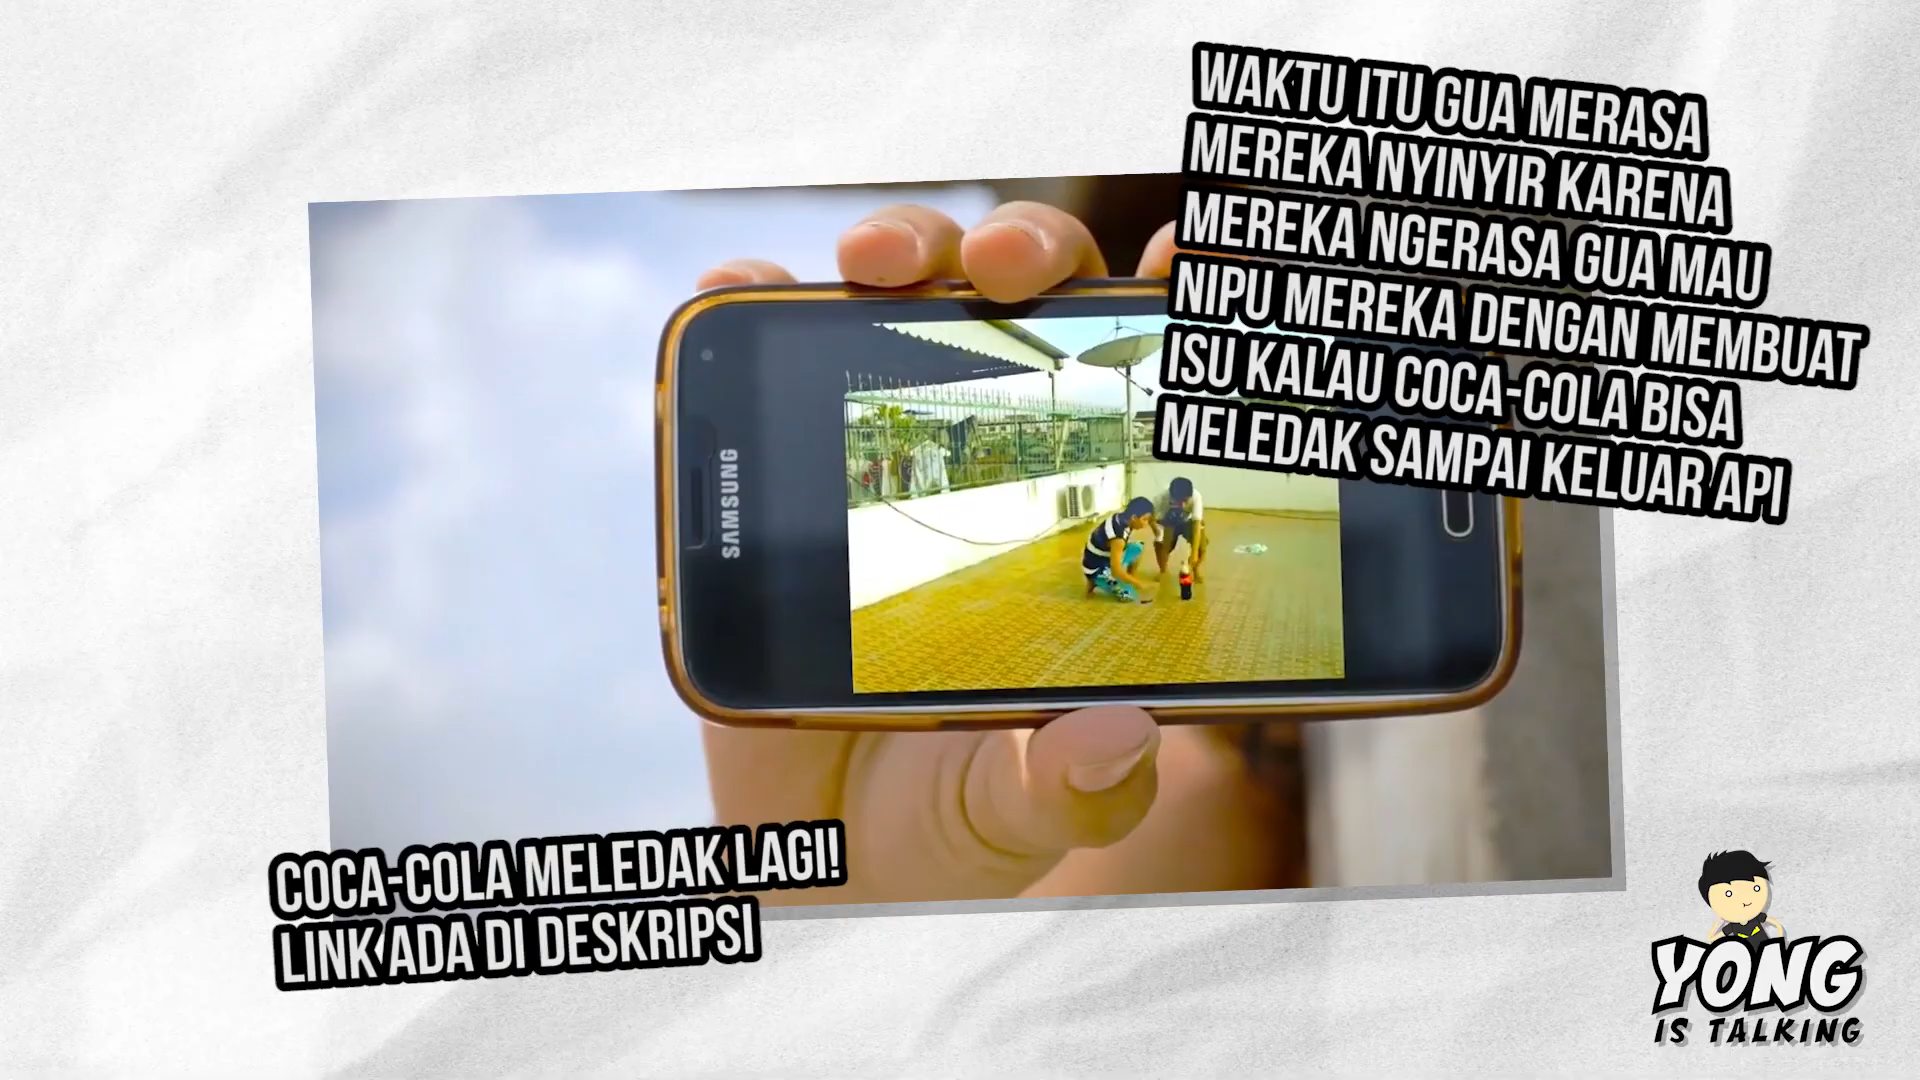 WAKTU ITU GUA MERASA
MEREKA NYINYIR KARENA
MEREKA NGERASA GUA MAU
NIPU MEREKA DENGAN MEMBUAT
ISU KALAU COCA-COLA BISA
MELEDAK SAMPAI KELUAR API
SAMSUNG
COCA-COLA MELEDAK LAGI!
LINK ADA DI DESKRIPSI
YONG
IS TALKING